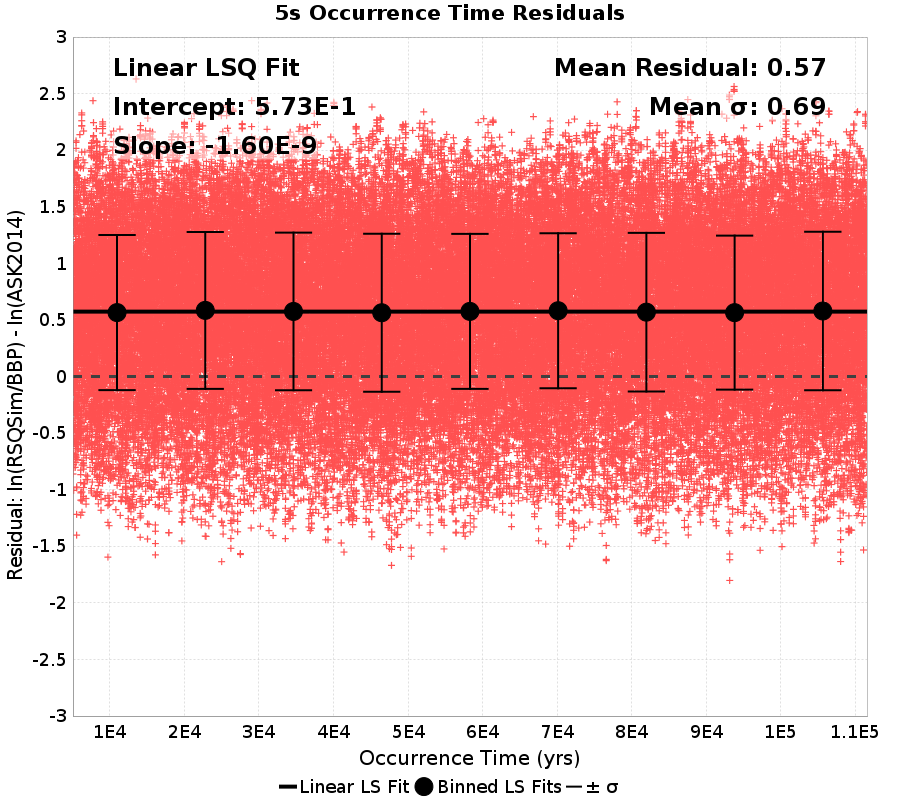 5s Occurrence Time Residuals
Linear LSQ Fit
Intercept: 5.73E-1
Slope: -1.60E-9
Mean Residual: 0.57
Mean σ: 0.69
Residual: ln(RSQSim/BBP) - ln(ASK2014)
3
2.5
2
1.5
1
0.5
0
-0.5
-1
-1.5
-2
-2.5
-3
1E4 2E4 3E4 4E4 5E4 6E4 7E4 8E4 9E4 1E5 1.1E5
Occurrence Time (yrs)
Linear LS Fit Binned LS Fits ± σ